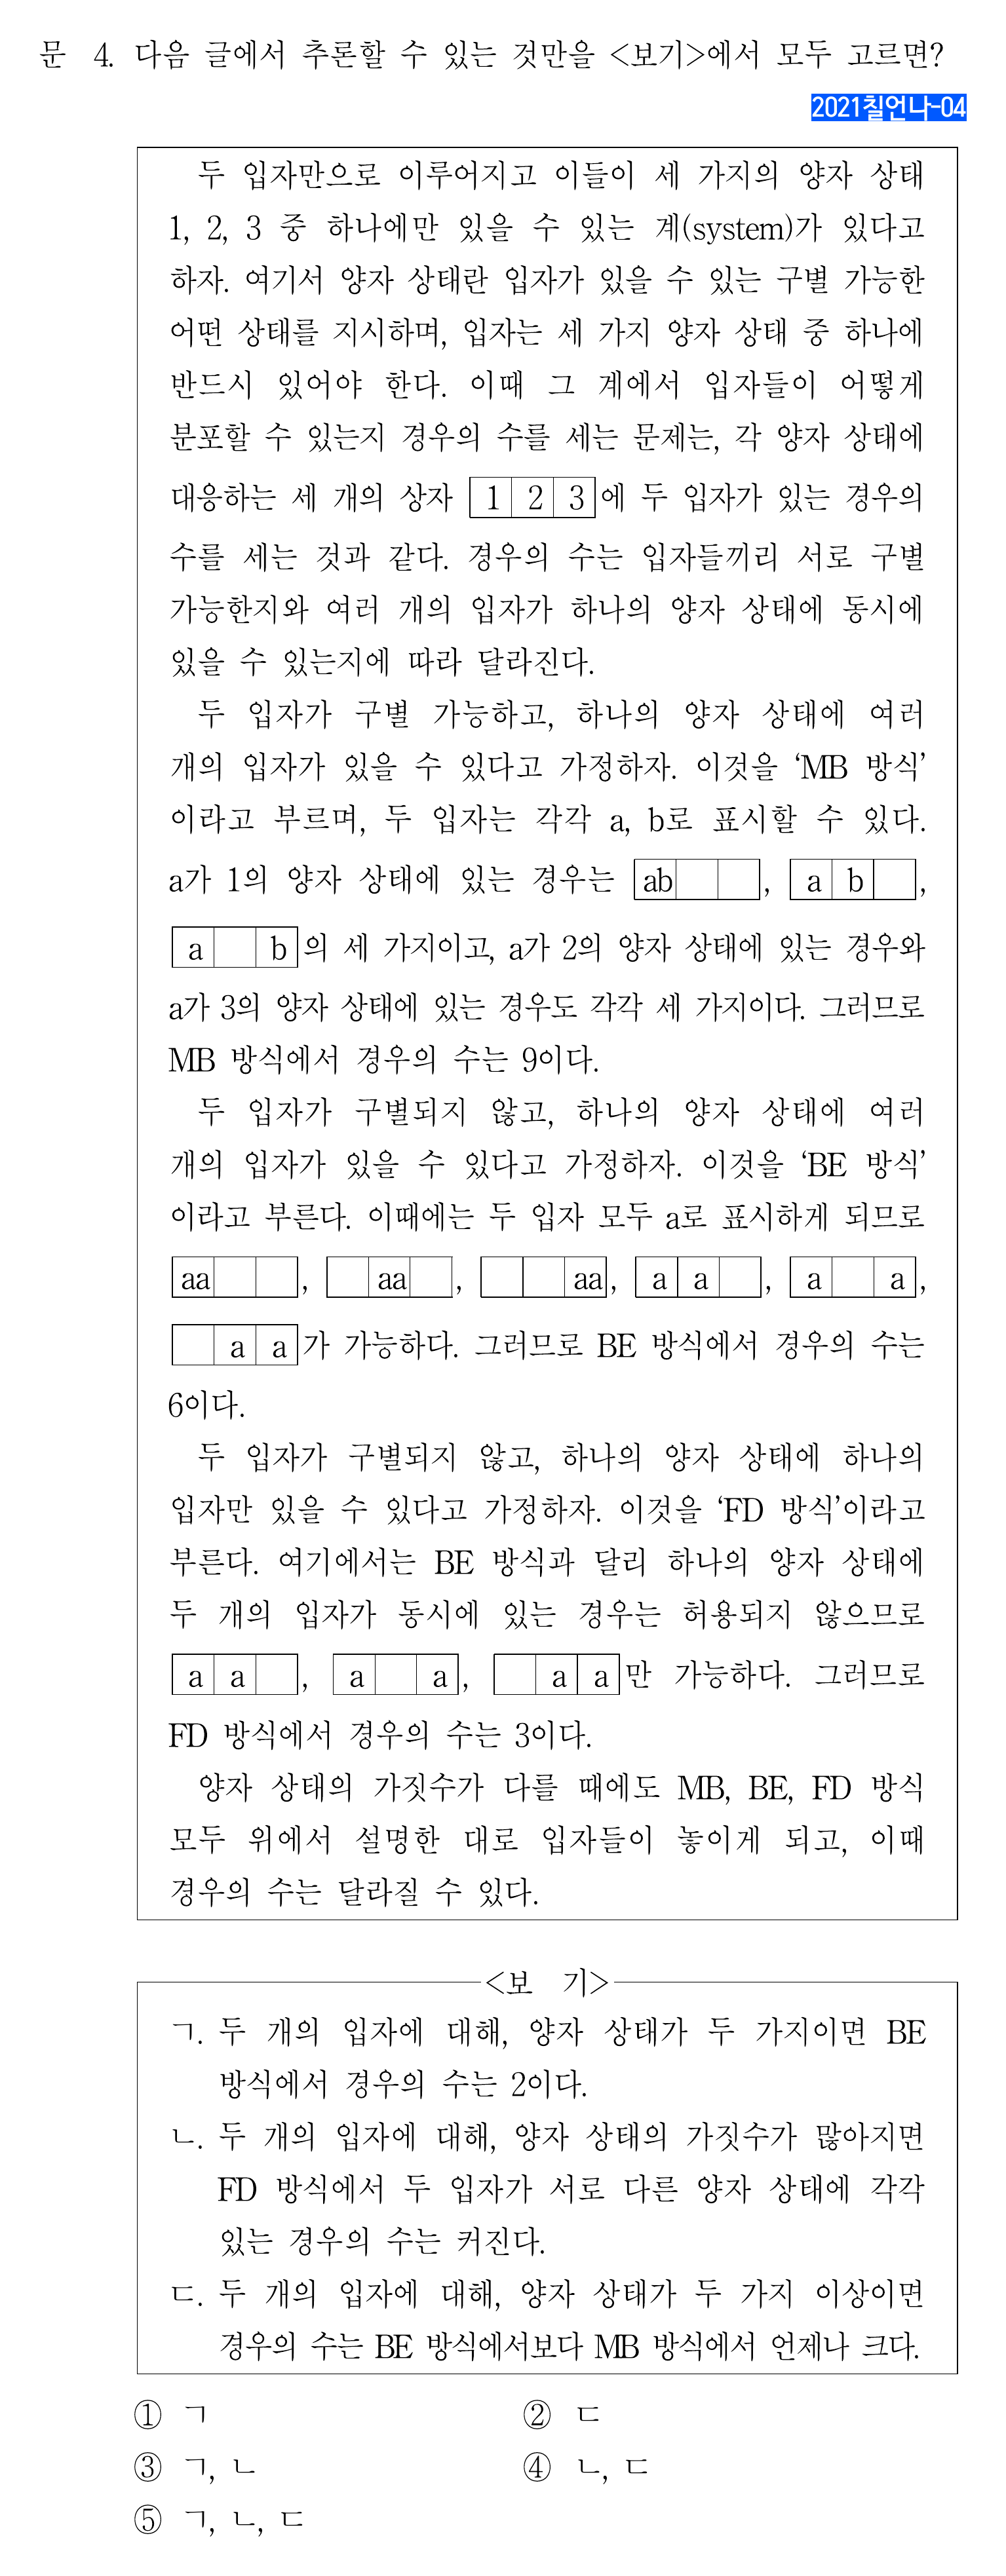 문 4. 다음 글에서 추론할 수 있는 것만을 <보기>에서 모두 고르면?
2021칠언나-04
두 입자만으로 이루어지고 이들이 세 가지의 양자 상태
1, 2, 3 중 하나에만 있을 수 있는 계(system)가 있다고
하자. 여기서 양자 상태란 입자가 있을 수 있는 구별 가능한
어떤 상태를 지시하며, 입자는 세 가지 양자 상태 중 하나에
반드시 있어야 한다. 이때 그 계에서 입자들이 어떻게
분포할 수 있는지 경우의 수를 세는 문제는, 각 양자 상태에
대응하는 세 개의 상자 1 2 3에 두 입자가 있는 경우의
수를 세는 것과 같다. 경우의 수는 입자들끼리 서로 구별
가능한지와 여러 개의 입자가 하나의 양자 상태에 동시에
있을 수 있는지에 따라 달라진다.
두 입자가 구별 가능하고, 하나의 양자 상태에 여러
개의 입자가 있을 수 있다고 가정하자. 이것을 ‘MB 방식’
이라고 부르며, 두 입자는 각각 a, b로 표시할 수 있다.
a가 1의 양자 상태에 있는 경우는 ab , a b ,
a b의 세 가지이고, a가 2의 양자 상태에 있는 경우와
a가 3의 양자 상태에 있는 경우도 각각 세 가지이다. 그러므로
MB 방식에서 경우의 수는 9이다.
두 입자가 구별되지 않고, 하나의 양자 상태에 여러
개의 입자가 있을 수 있다고 가정하자. 이것을 ‘BE 방식’
이라고 부른다. 이때에는 두 입자 모두 a로 표시하게 되므로
aa , aa , aa, a a , a a,
a a가 가능하다. 그러므로 BE 방식에서 경우의 수는
6이다.
두 입자가 구별되지 않고, 하나의 양자 상태에 하나의
입자만 있을 수 있다고 가정하자. 이것을 ‘FD 방식’이라고
부른다. 여기에서는 BE 방식과 달리 하나의 양자 상태에
두 개의 입자가 동시에 있는 경우는 허용되지 않으므로
a a , a a, a a만 가능하다. 그러므로
FD 방식에서 경우의 수는 3이다.
양자 상태의 가짓수가 다를 때에도 MB, BE, FD 방식
모두 위에서 설명한 대로 입자들이 놓이게 되고, 이때
경우의 수는 달라질 수 있다.
<보 기>
ㄱ. 두 개의 입자에 대해, 양자 상태가 두 가지이면 BE
방식에서 경우의 수는 2이다.
ㄴ. 두 개의 입자에 대해, 양자 상태의 가짓수가 많아지면
FD 방식에서 두 입자가 서로 다른 양자 상태에 각각
있는 경우의 수는 커진다.
ㄷ. 두 개의 입자에 대해, 양자 상태가 두 가지 이상이면
경우의 수는 BE 방식에서보다 MB 방식에서 언제나 크다.
① ㄱ ② ㄷ
③ ㄱ, ㄴ ④ ㄴ, ㄷ
⑤ ㄱ, ㄴ, ㄷ